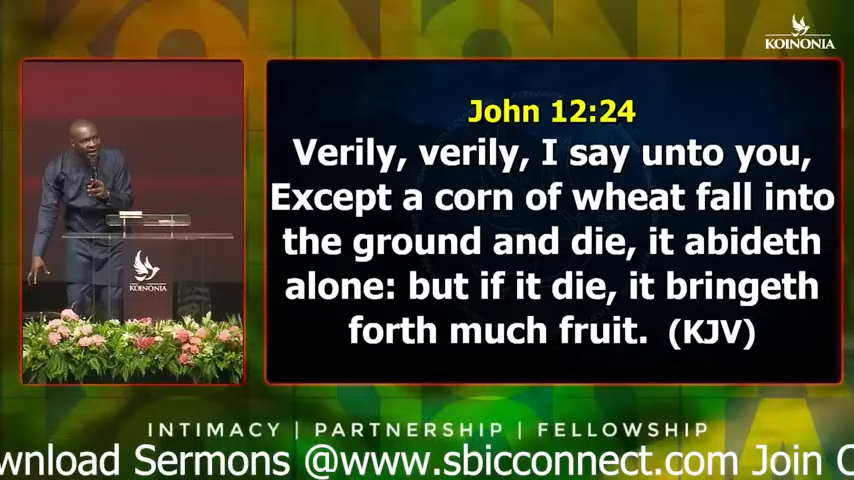 KOINONIA
John 12:24
Verily, verily, I say unto you,
Except a corn of wheat fall into
the ground and die, it abideth
alone: but if it die, it bringeth
forth much fruit. (KJV)
KOINONIA
INTIMACY | PARTNERSHIP | FELLOWSHIP
wnload Sermons @www.sbicconnect.com Join C